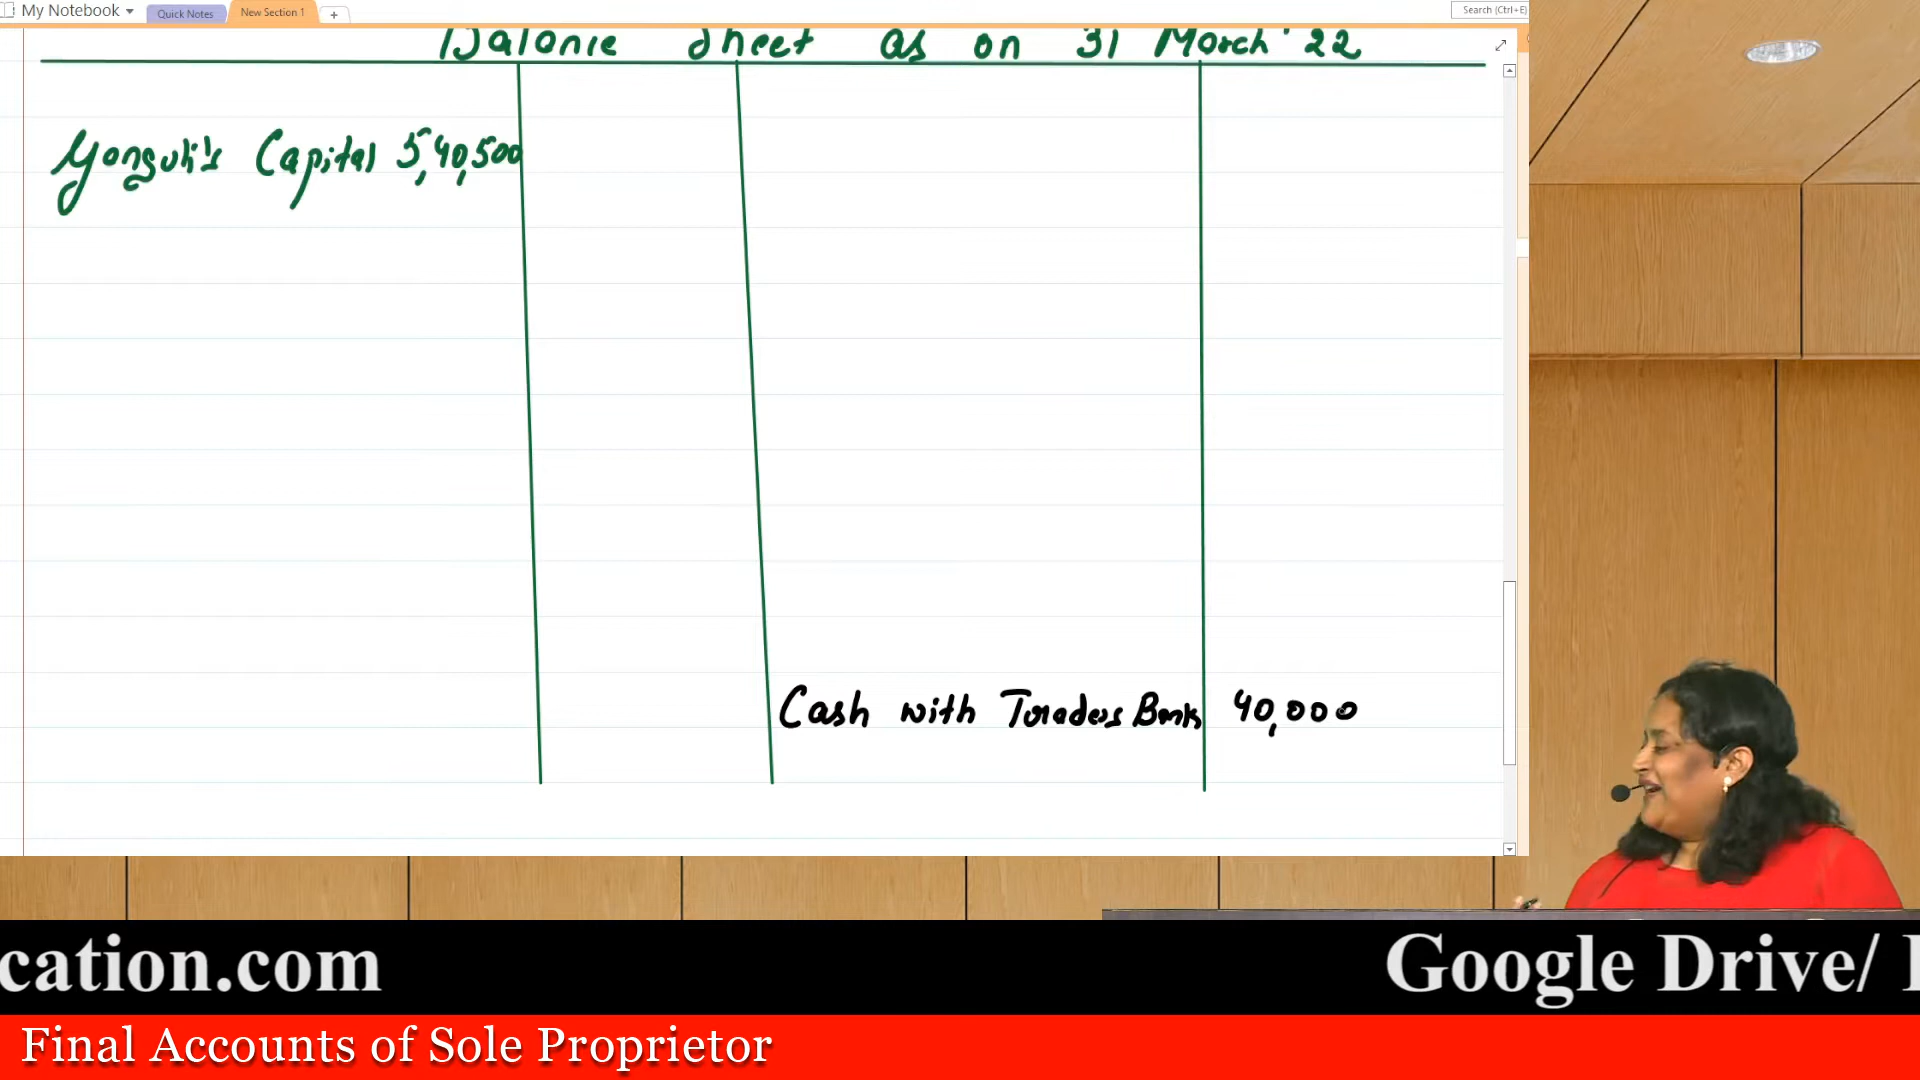 My Notebook
Quick Notes
New Section 1
+
Search (Ctrl+E)
Balance Sheet as on 31 March' 22
Capital 5,40,500
Cash with Traders Bank 40,000
cation.com
Google Drive/
Final Accounts of Sole Proprietor